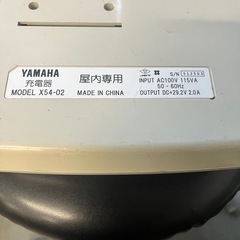 YAMAHA
充電器
MODEL X54-02
屋内専用
MADE IN CHINA
S/N
INPUT AC100V 115VA
50-60Hz
OUTPUT DC+29.2V 2.0A